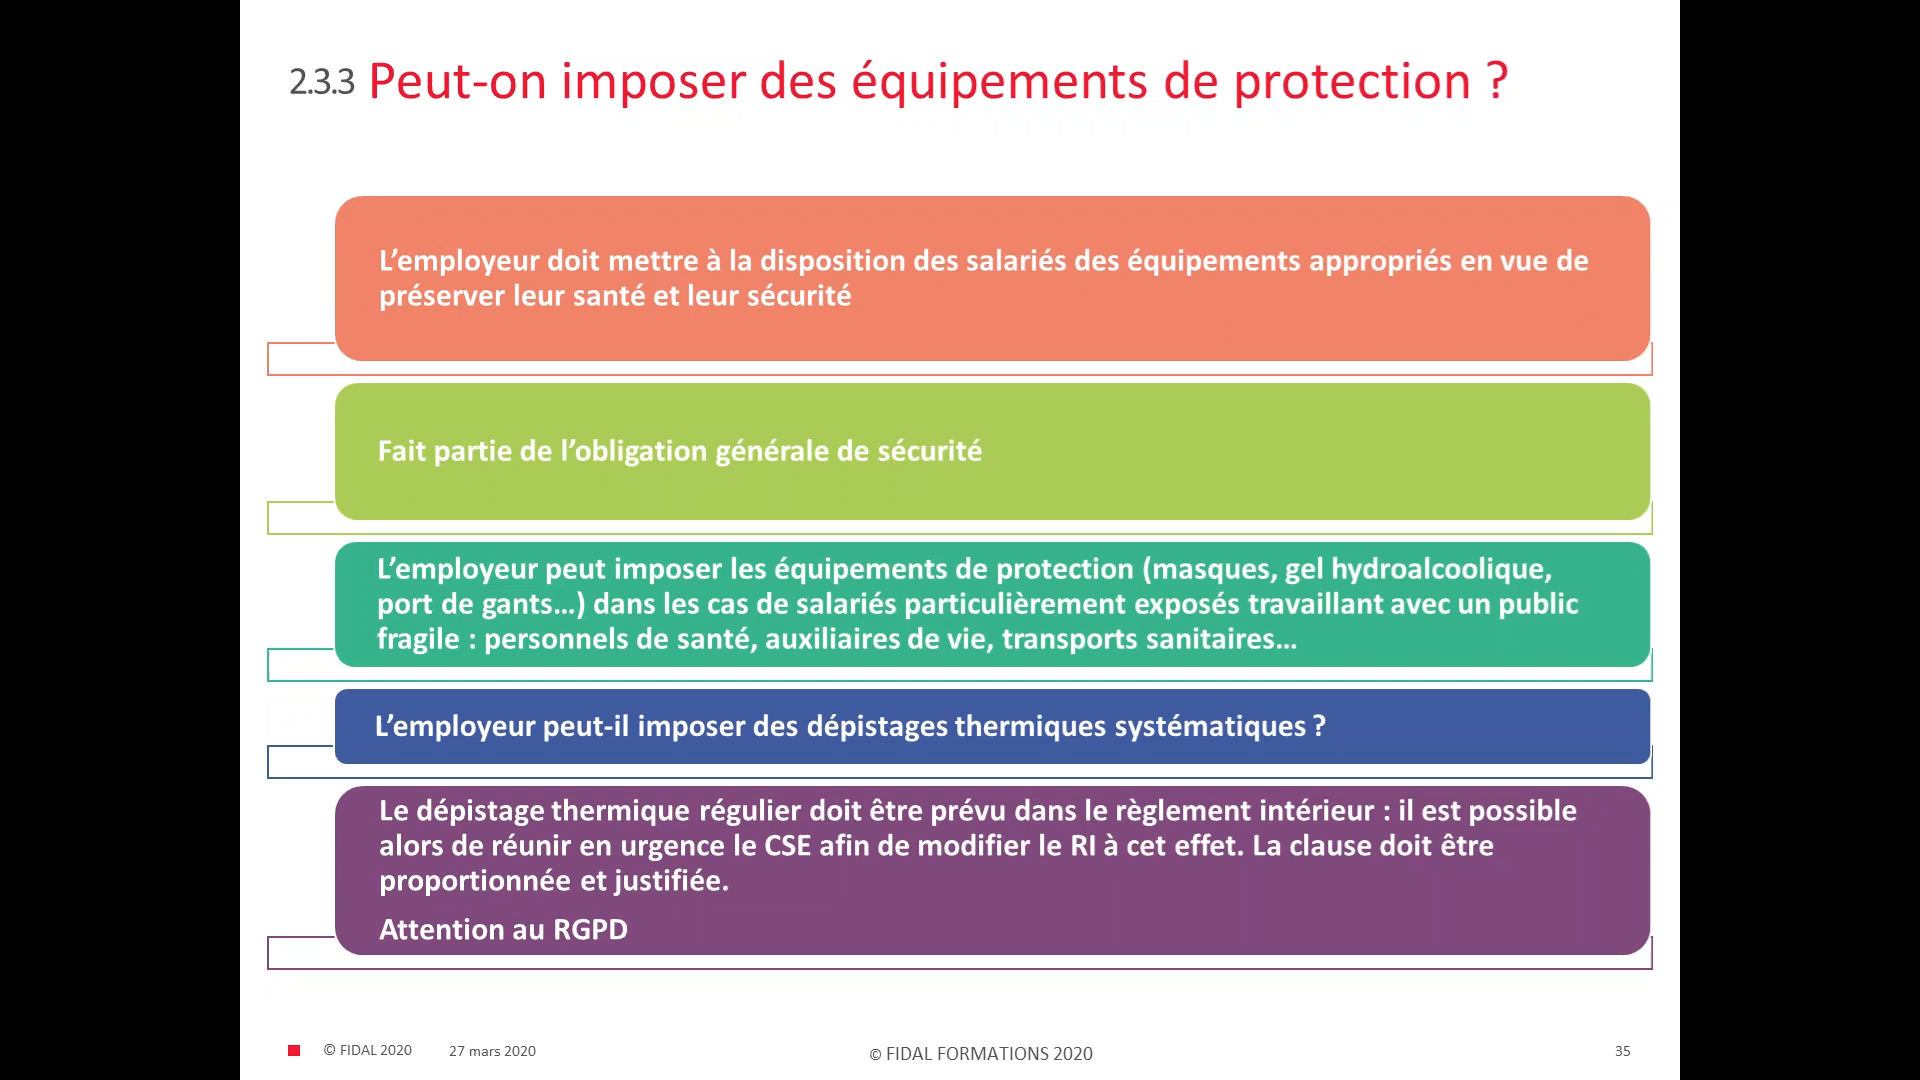 2.3.3 Peut-on imposer des équipements de protection ?
L’employeur doit mettre à la disposition des salariés des équipements appropriés en vue de
préserver leur santé et leur sécurité
Fait partie de l’obligation générale de sécurité
L’employeur peut imposer les équipements de protection (masques, gel hydroalcoolique,
port de gants…) dans les cas de salariés particulièrement exposés travaillant avec un public
fragile : personnels de santé, auxiliaires de vie, transports sanitaires…
L’employeur peut-il imposer des dépistages thermiques systématiques ?
Le dépistage thermique régulier doit être prévu dans le règlement intérieur : il est possible
alors de réunir en urgence le CSE afin de modifier le RI à cet effet. La clause doit être
proportionnée et justifiée.
Attention au RGPD
© FIDAL 2020 27 mars 2020 © FIDAL FORMATIONS 2020 35